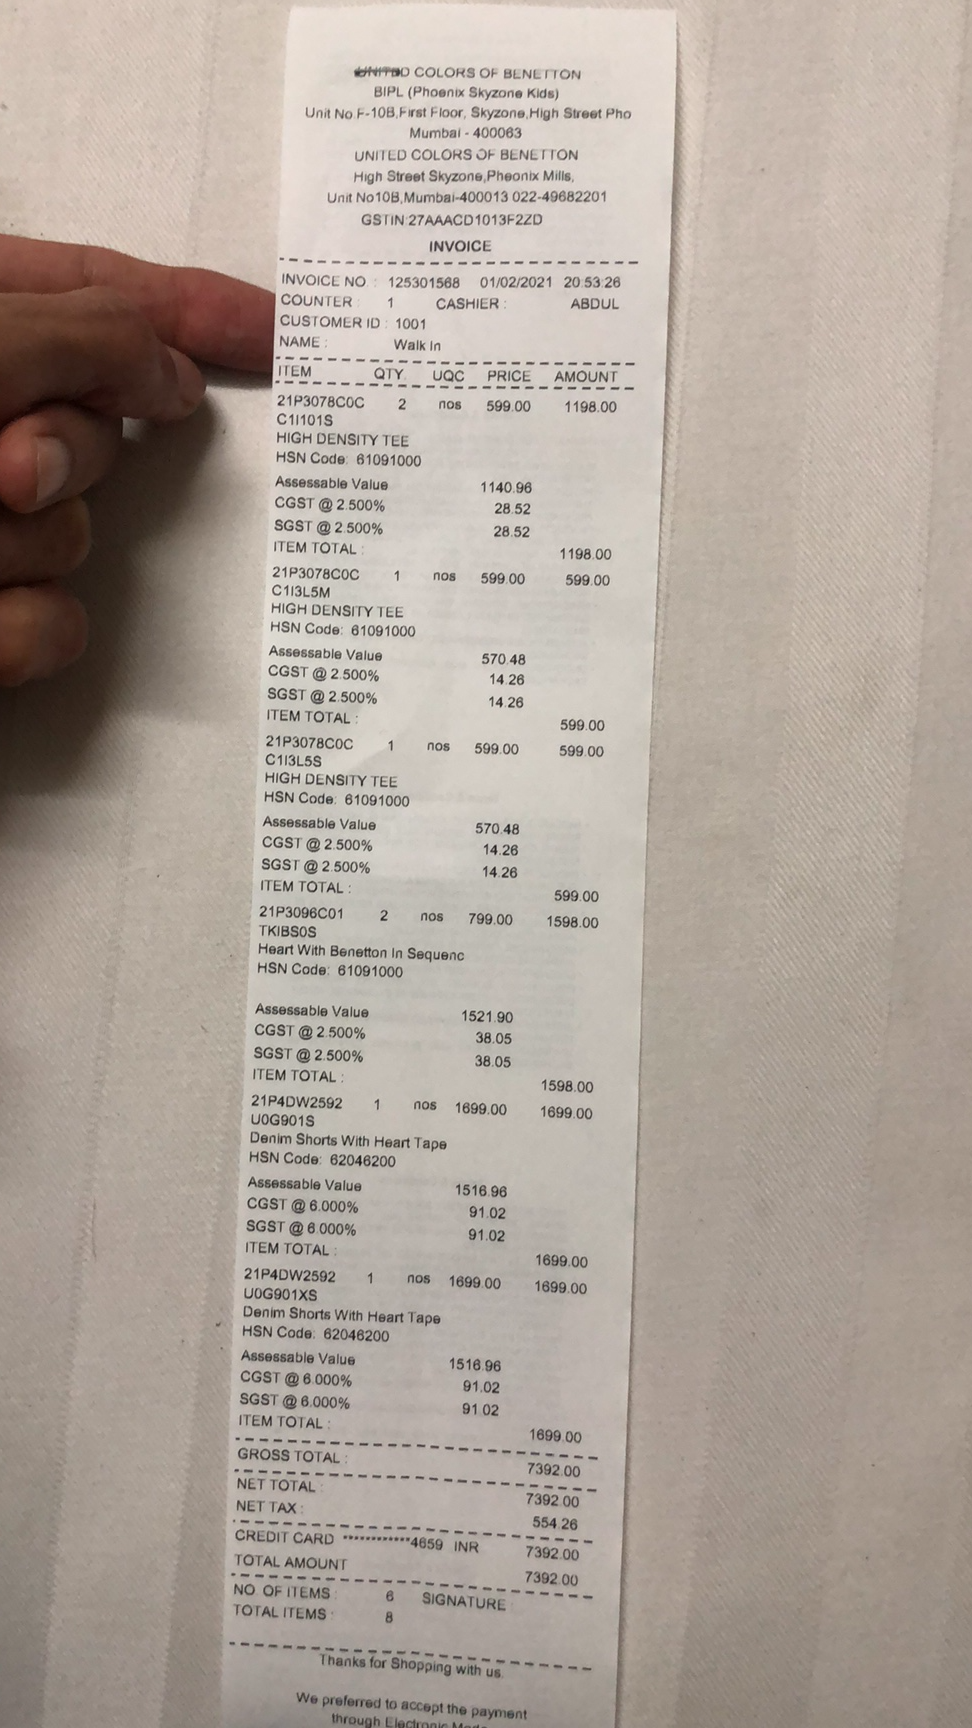 UNITED COLORS OF BENETTON
BIPL (Phoenix Skyzone Kids)
Unit No F-10B,First Floor, Skyzone,High Street Pho
Mumbai - 400063
UNITED COLORS OF BENETTON
High Street Skyzone,Pheonix Mills,
Unit No10B,Mumbai-400013 022-49682201
GSTIN:27AAACD1013F2ZD
INVOICE
INVOICE NO : 125301568 01/02/2021 20:53:26
COUNTER : 1 CASHIER : ABDUL
CUSTOMER ID : 1001
NAME : Walk In
ITEM QTY UQC PRICE AMOUNT
21P3078C0C 2 nos 599.00 1198.00
C1I101S
HIGH DENSITY TEE
HSN Code: 61091000
Assessable Value 1140.96
CGST @ 2.500% 28.52
SGST @ 2.500% 28.52
ITEM TOTAL : 1198.00
21P3078C0C 1 nos 599.00 599.00
C1I3L5M
HIGH DENSITY TEE
HSN Code: 61091000
Assessable Value 570.48
CGST @ 2.500% 14.26
SGST @ 2.500% 14.26
ITEM TOTAL : 599.00
21P3078C0C 1 nos 599.00 599.00
C1I3L5S
HIGH DENSITY TEE
HSN Code: 61091000
Assessable Value 570.48
CGST @ 2.500% 14.26
SGST @ 2.500% 14.26
ITEM TOTAL : 599.00
21P3096C01 2 nos 799.00 1598.00
TKIBS0S
Heart With Benetton In Sequenc
HSN Code: 61091000
Assessable Value 1521.90
CGST @ 2.500% 38.05
SGST @ 2.500% 38.05
ITEM TOTAL : 1598.00
21P4DW2592 1 nos 1699.00 1699.00
U0G901S
Denim Shorts With Heart Tape
HSN Code: 62046200
Assessable Value 1516.96
CGST @ 6.000% 91.02
SGST @ 6.000% 91.02
ITEM TOTAL : 1699.00
21P4DW2592 1 nos 1699.00 1699.00
U0G901XS
Denim Shorts With Heart Tape
HSN Code: 62046200
Assessable Value 1516.96
CGST @ 6.000% 91.02
SGST @ 6.000% 91.02
ITEM TOTAL : 1699.00
GROSS TOTAL : 7392.00
NET TOTAL : 7392.00
NET TAX : 554.26
CREDIT CARD ************4659 INR 7392.00
TOTAL AMOUNT 7392.00
NO. OF ITEMS : 6 SIGNATURE :
TOTAL ITEMS : 8
Thanks for Shopping with us.
We preferred to accept the payment
through Electronic